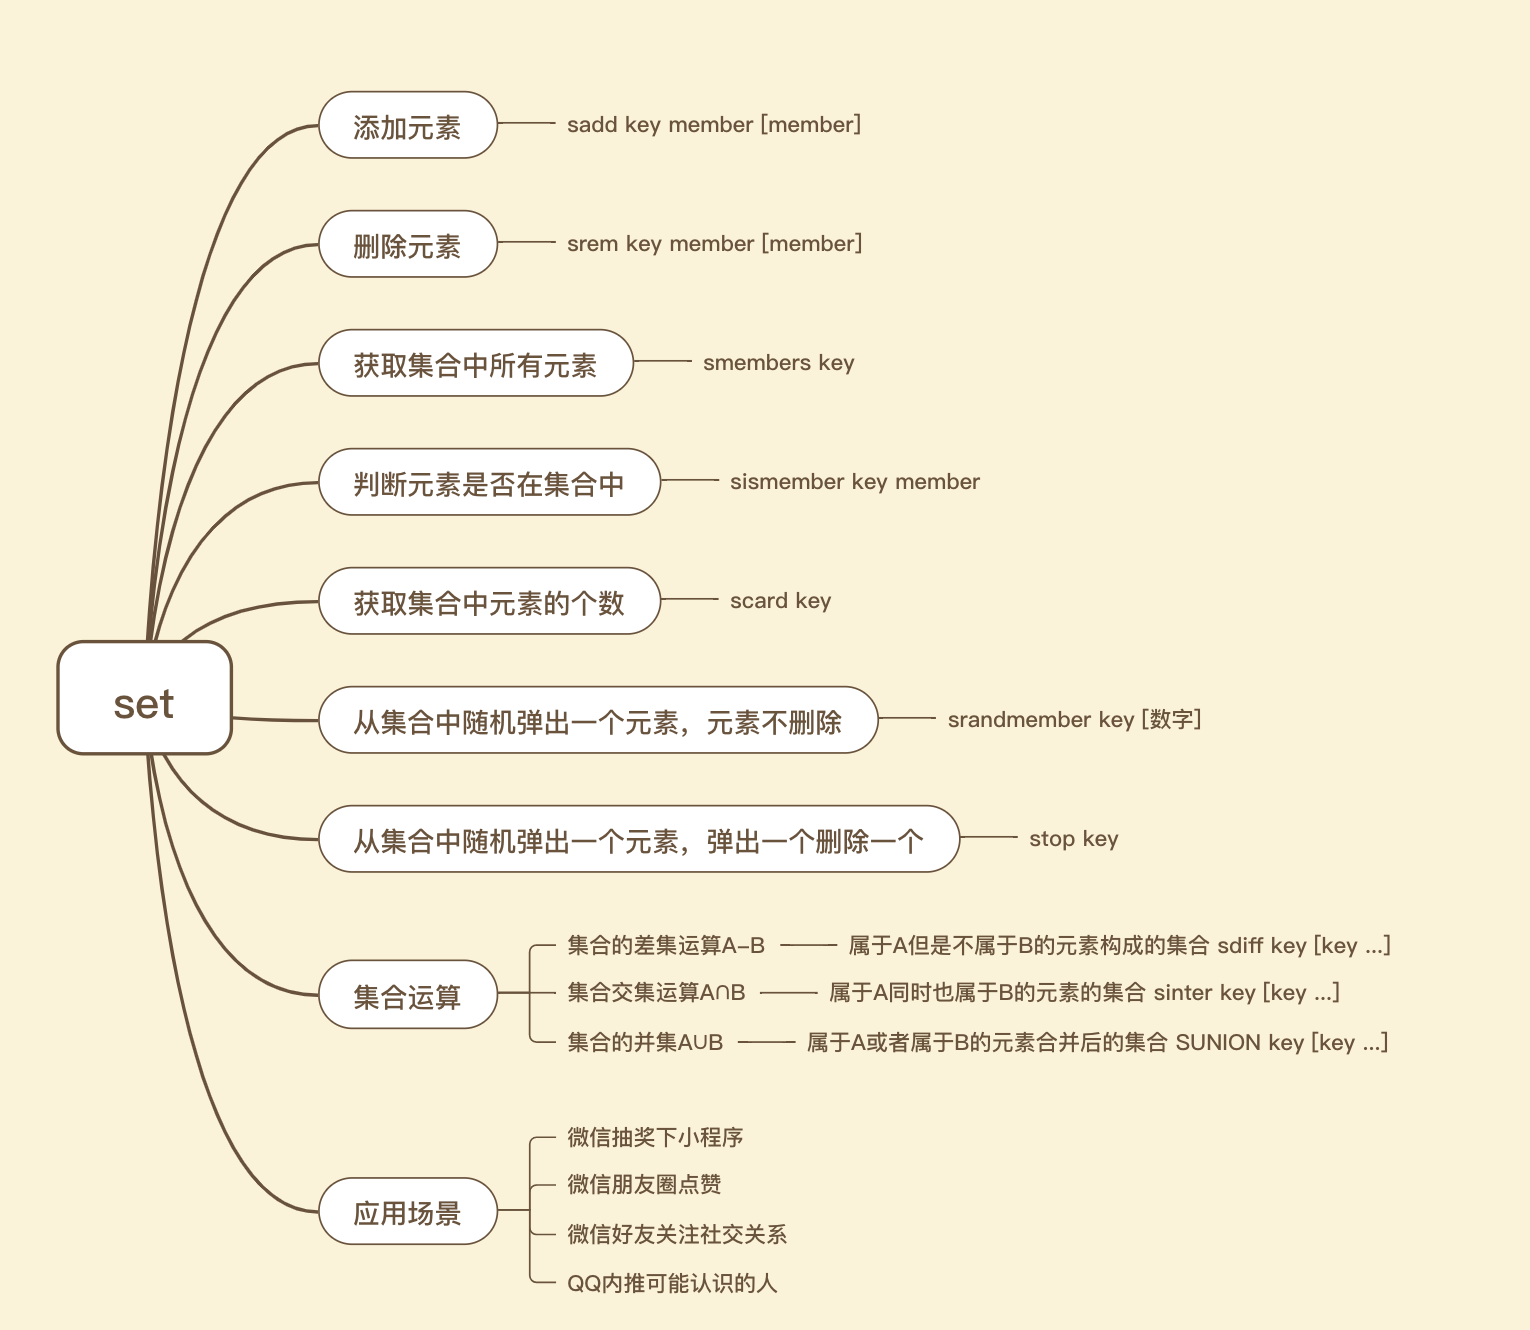 set
添加元素
sadd key member [member]
删除元素
srem key member [member]
获取集合中所有元素
smembers key
判断元素是否在集合中
sismember key member
获取集合中元素的个数
scard key
从集合中随机弹出一个元素，元素不删除
srandmember key [数字]
从集合中随机弹出一个元素，弹出一个删除一个
stop key
集合运算
集合的差集运算A-B
属于A但是不属于B的元素构成的集合 sdiff key [key ...]
集合交集运算A∩B
属于A同时也属于B的元素的集合 sinter key [key ...]
集合的并集A∪B
属于A或者属于B的元素合并后的集合 SUNION key [key ...]
应用场景
微信抽奖下小程序
微信朋友圈点赞
微信好友关注社交关系
QQ内推可能认识的人